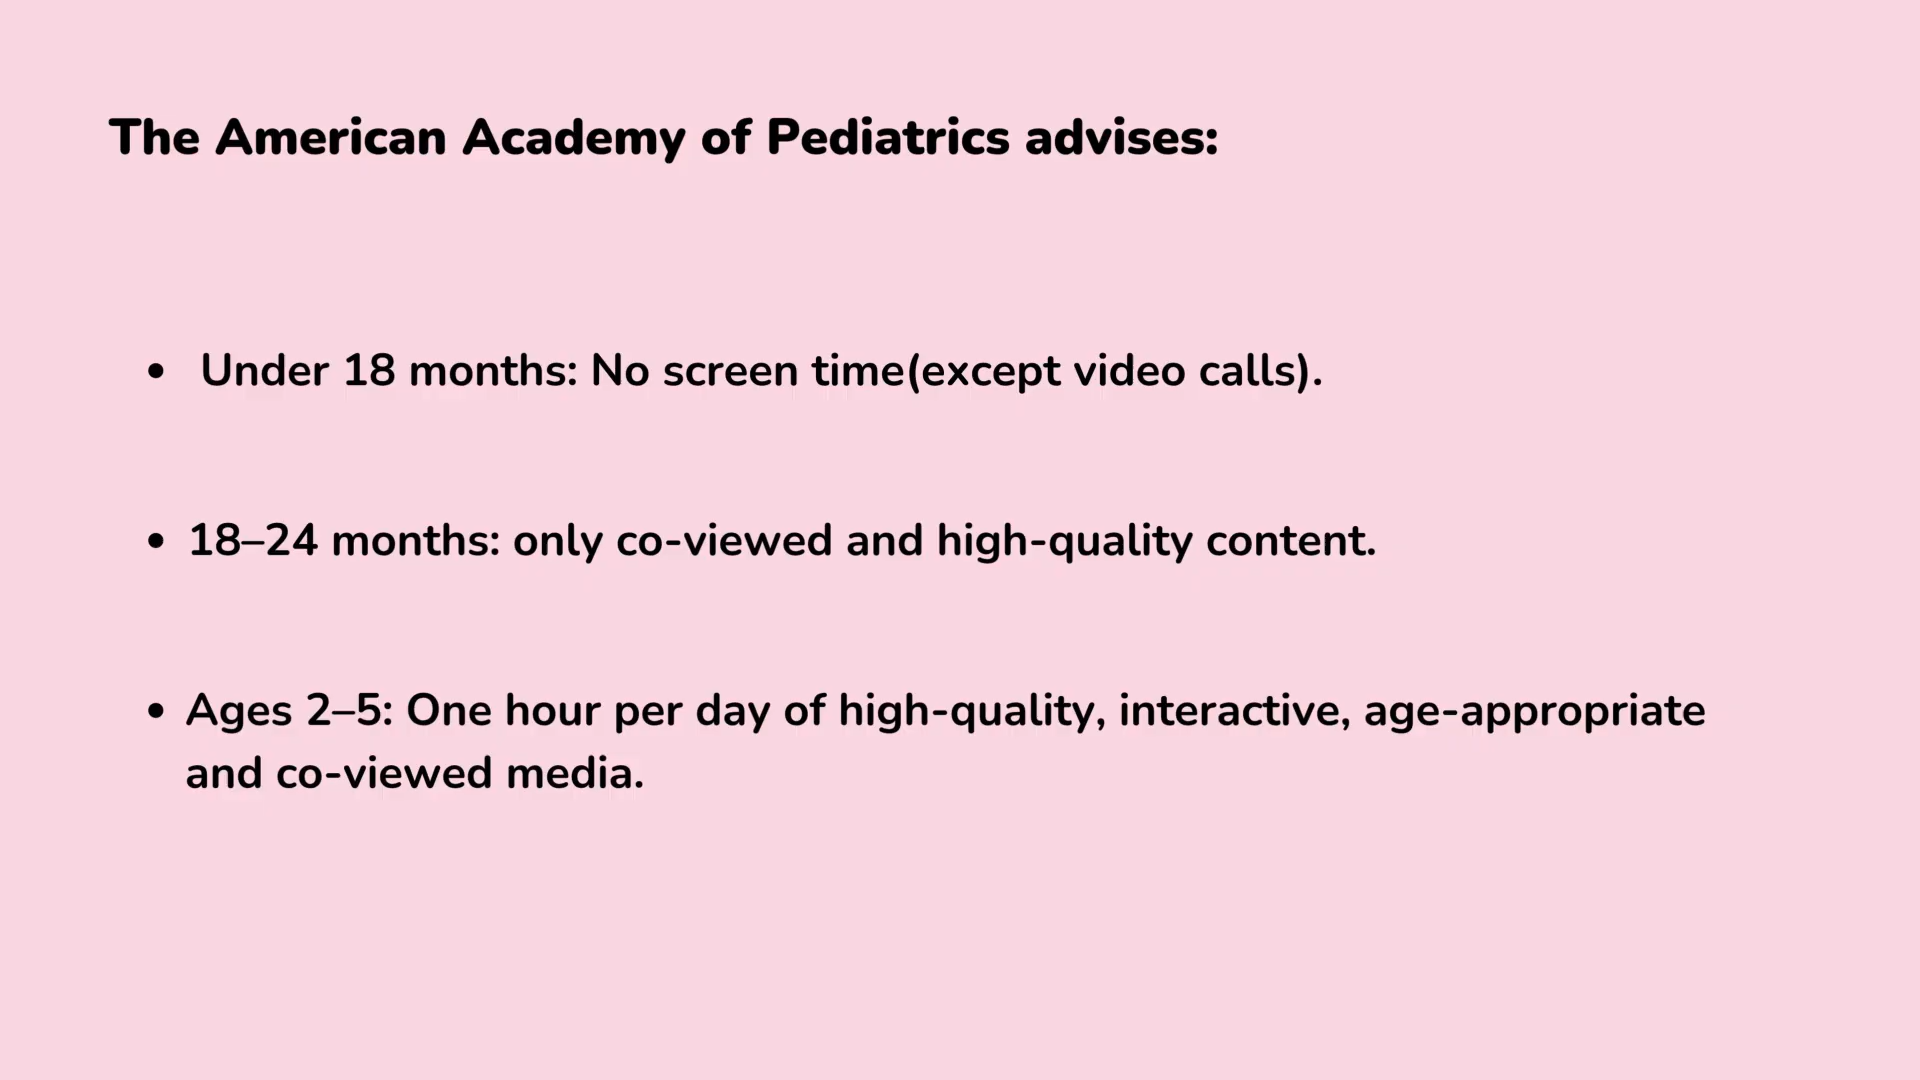 The American Academy of Pediatrics advises:
• Under 18 months: No screen time(except video calls).
• 18–24 months: only co-viewed and high-quality content.
• Ages 2–5: One hour per day of high-quality, interactive, age-appropriate
and co-viewed media.